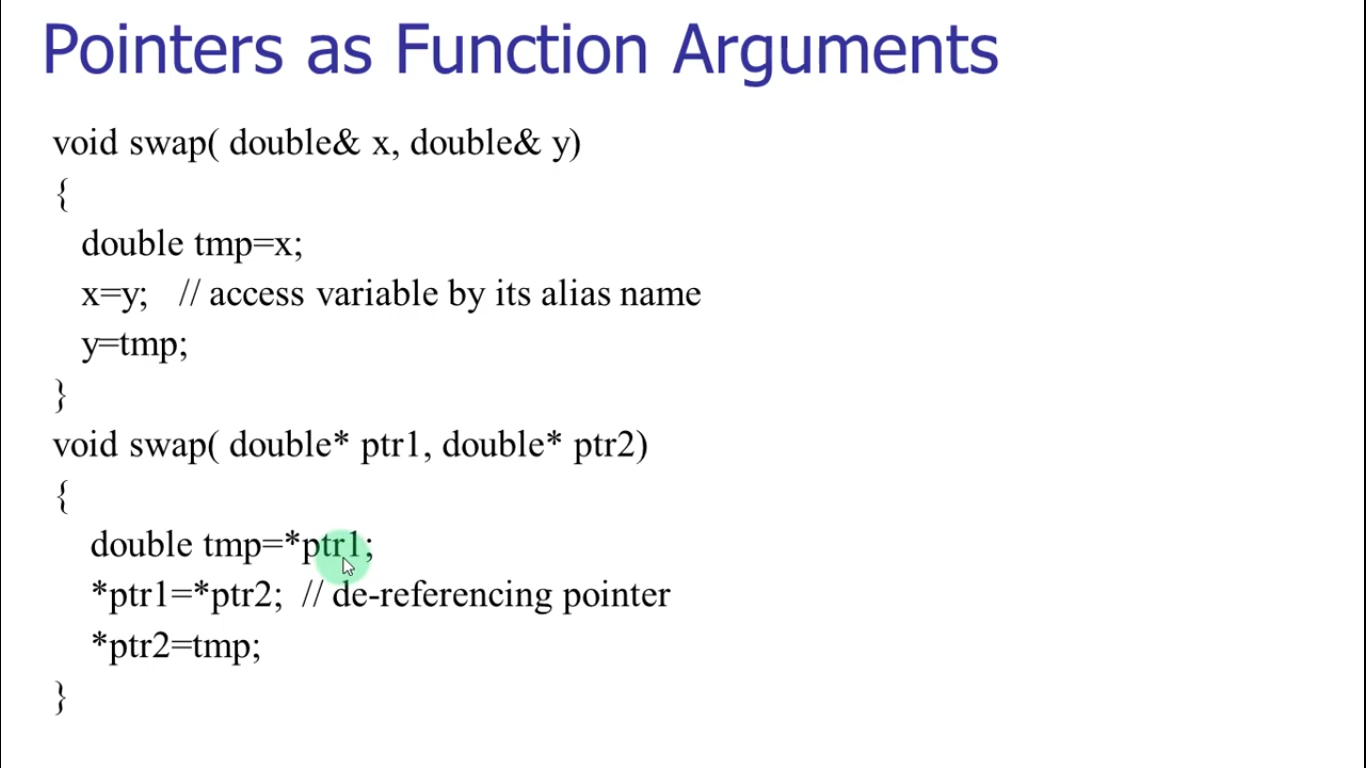 Pointers as Function Arguments
void swap( double& x, double& y)
{
double tmp=x;
x=y; // access variable by its alias name
y=tmp;
}
void swap( double* ptr1, double* ptr2)
{
double tmp=*ptr1;
*ptr1=*ptr2; // de-referencing pointer
*ptr2=tmp;
}